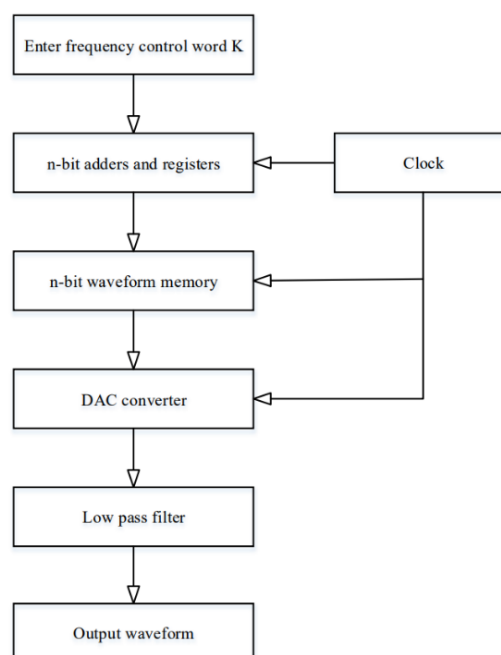 Enter frequency control word K
n-bit adders and registers
Clock
n-bit waveform memory
DAC converter
Low pass filter
Output waveform